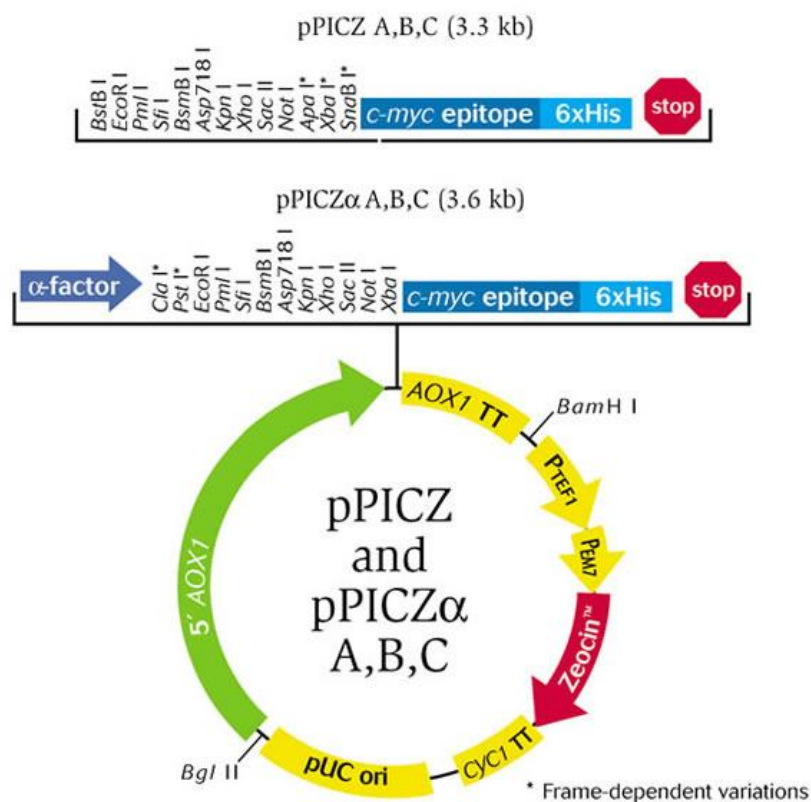 pPICZ A,B,C (3.3 kb)
BstB I
EcoR I
Pml I
Sfi I
BsmB I
Asp718 I
Kpn I
Xho I
Sac II
Not I
Apa I*
Xba I*
SnaB I*
c-myc epitope
6xHis
stop
pPICZα A,B,C (3.6 kb)
α-factor
Cla I*
Pst I*
EcoR I
Pml I
Sfi I
BsmB I
Asp718 I
Kpn I
Xho I
Sac II
Not I
Xba I
c-myc epitope
6xHis
stop
AOX1 TT
BamH I
PTEF1
PEM7
Zeocin™
CYC1 TT
pUC ori
Bgl II
5´ AOX1
pPICZ
and
pPICZα
A,B,C
* Frame-dependent variations